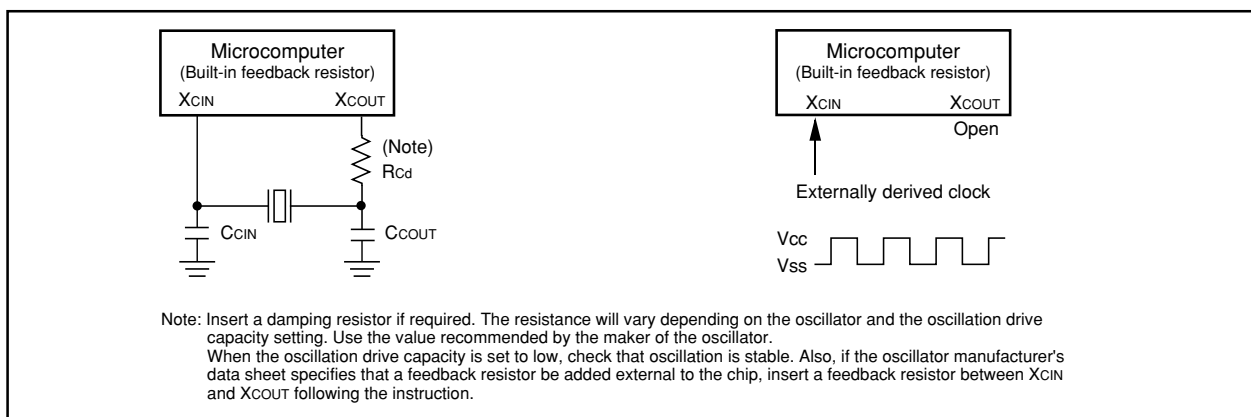 Microcomputer
(Built-in feedback resistor)
XCIN XCOUT
(Note)
RCd
CCIN CCOUT
Microcomputer
(Built-in feedback resistor)
XCIN XCOUT
Open
Externally derived clock
Vcc
Vss
Note: Insert a damping resistor if required. The resistance will vary depending on the oscillator and the oscillation drive
capacity setting. Use the value recommended by the maker of the oscillator.
When the oscillation drive capacity is set to low, check that oscillation is stable. Also, if the oscillator manufacturer's
data sheet specifies that a feedback resistor be added external to the chip, insert a feedback resistor between XCIN
and XCOUT following the instruction.